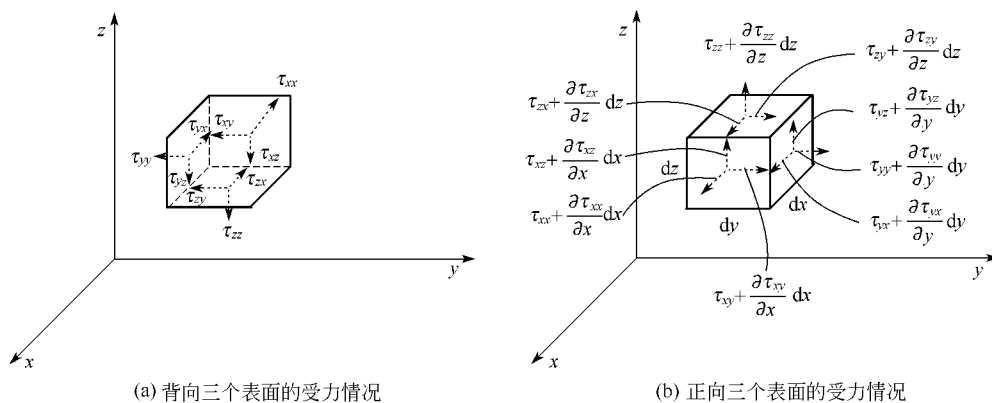 z
τxx
τyx
τxy
τyy
τxz
τyz
τzx
τzy
τzz
y
x
(a) 背向三个表面的受力情况
z
τzz + ∂τzz/∂z dz
τzy + ∂τzy/∂z dz
τzx + ∂τzx/∂z dz
τyz + ∂τyz/∂y dy
τxz + ∂τxz/∂x dx
dz
τyy + ∂τyy/∂y dy
τxx + ∂τxx/∂x dx
dx
dy
τyx + ∂τyx/∂y dy
τxy + ∂τxy/∂x dx
y
x
(b) 正向三个表面的受力情况